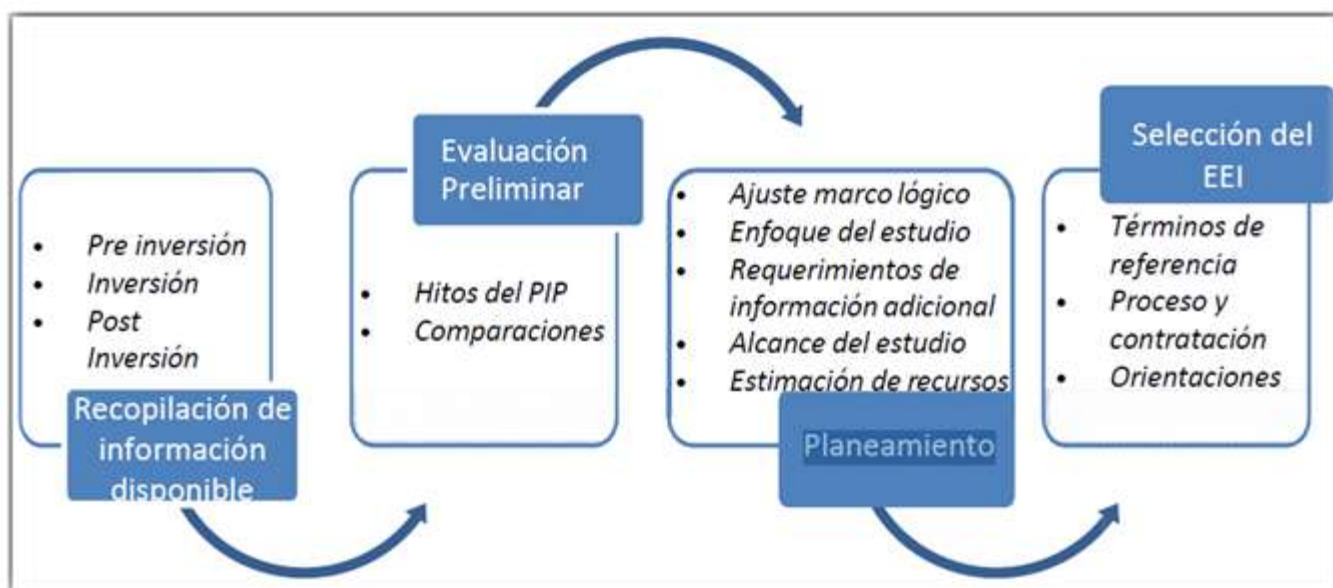 • Pre inversión
• Inversión
• Post
Inversión
Recopilación de
información
disponible
Evaluación
Preliminar
• Hitos del PIP
• Comparaciones
• Ajuste marco lógico
• Enfoque del estudio
• Requerimientos de
información adicional
• Alcance del estudio
• Estimación de recursos
Planeamiento
Selección del
EEI
• Términos de
referencia
• Proceso y
contratación
• Orientaciones